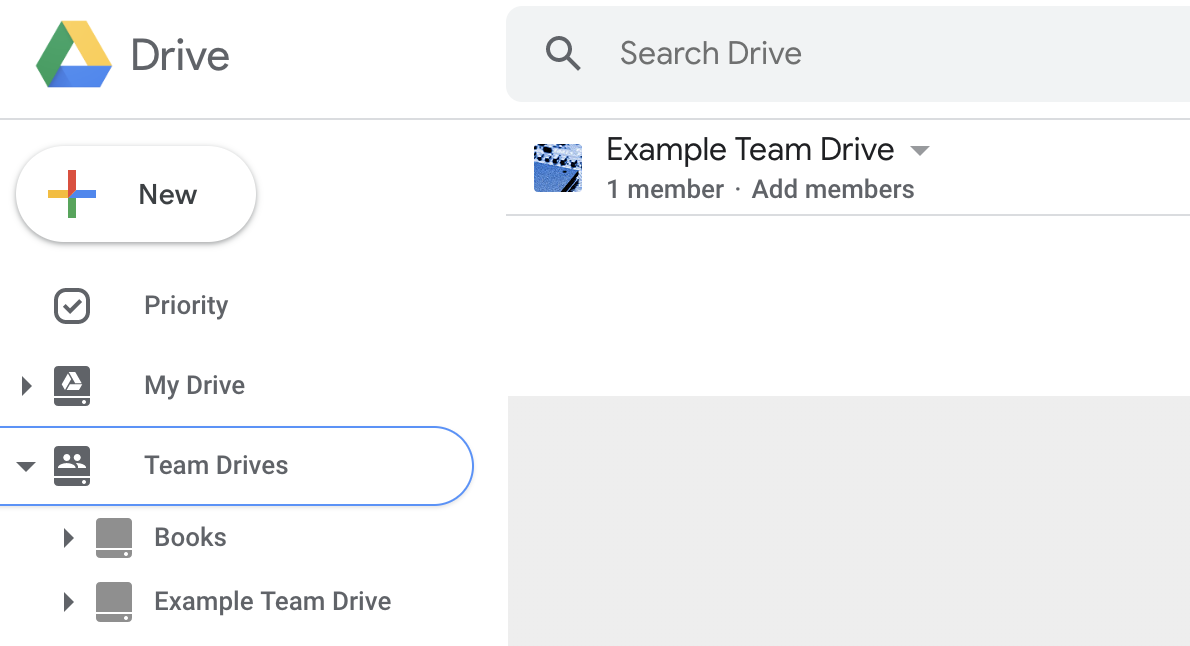 Drive
Search Drive
Example Team Drive
1 member · Add members
New
Priority
My Drive
Team Drives
Books
Example Team Drive